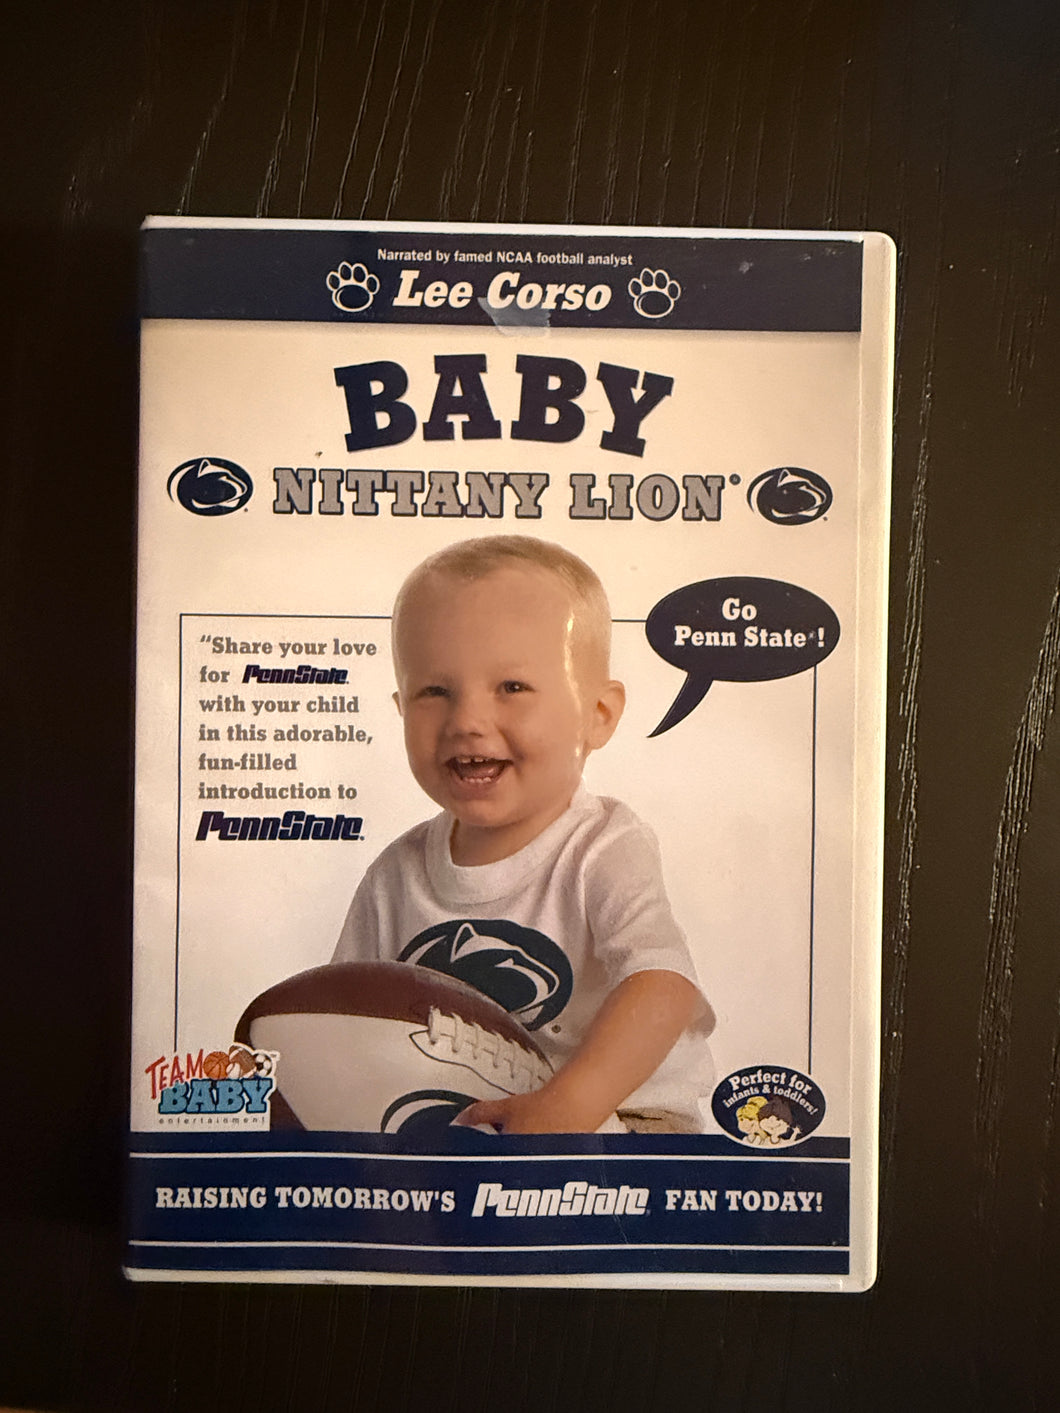 Narrated by famed NCAA football analyst
Lee Corso
BABY
NITTANY LION®
Go
Penn State®!
"Share your love
for PennState®
with your child
in this adorable,
fun-filled
introduction to
PennState®
TEAM
BABY
entertainment
Perfect for
infants & toddlers!
RAISING TOMORROW'S PennState® FAN TODAY!